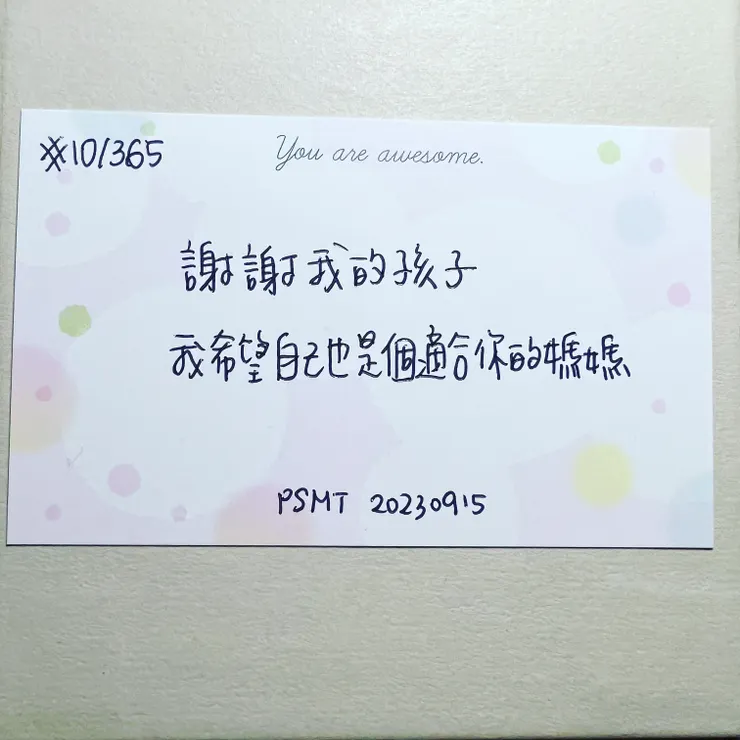 #10/365
You are awesome.
謝謝我的孩子
我希望自己也是個適合你的媽媽
PSMT 20230915